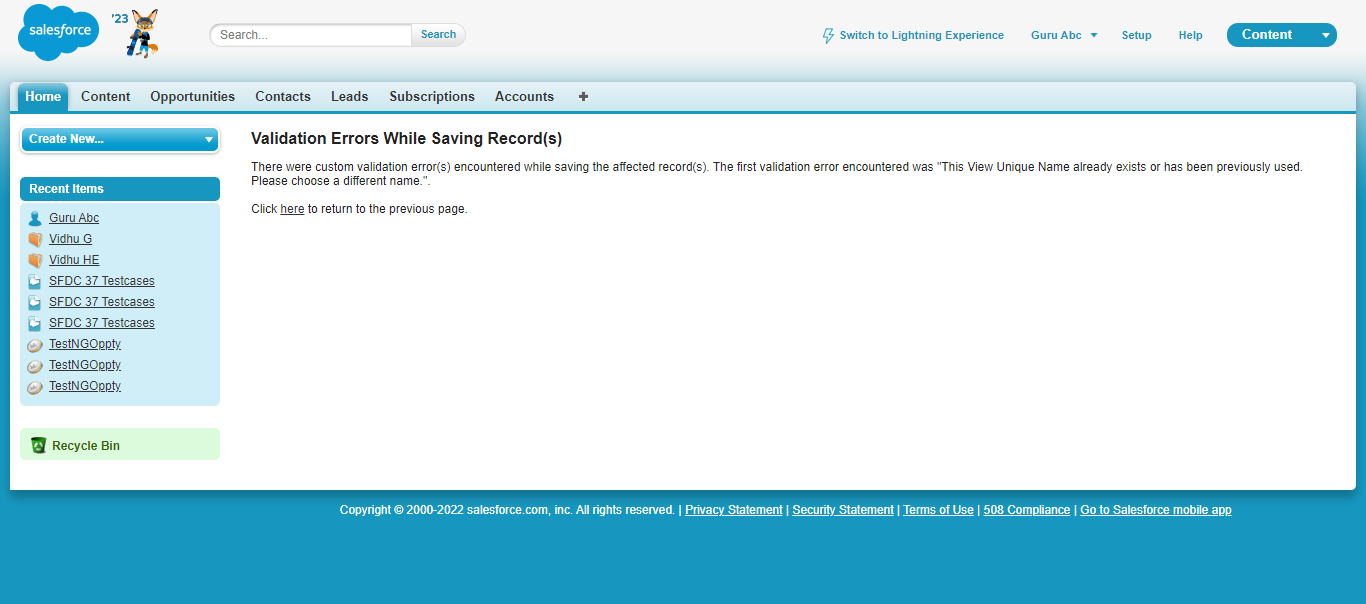 salesforce
'23
Search...
Search
Switch to Lightning Experience
Guru Abc
Setup
Help
Content
Home
Content
Opportunities
Contacts
Leads
Subscriptions
Accounts
+
Create New...
Recent Items
Guru Abc
Vidhu G
Vidhu HE
SFDC 37 Testcases
SFDC 37 Testcases
SFDC 37 Testcases
TestNGOppty
TestNGOppty
TestNGOppty
Recycle Bin
Validation Errors While Saving Record(s)
There were custom validation error(s) encountered while saving the affected record(s). The first validation error encountered was "This View Unique Name already exists or has been previously used.
Please choose a different name.".
Click here to return to the previous page.
Copyright © 2000-2022 salesforce.com, inc. All rights reserved. | Privacy Statement | Security Statement | Terms of Use | 508 Compliance | Go to Salesforce mobile app